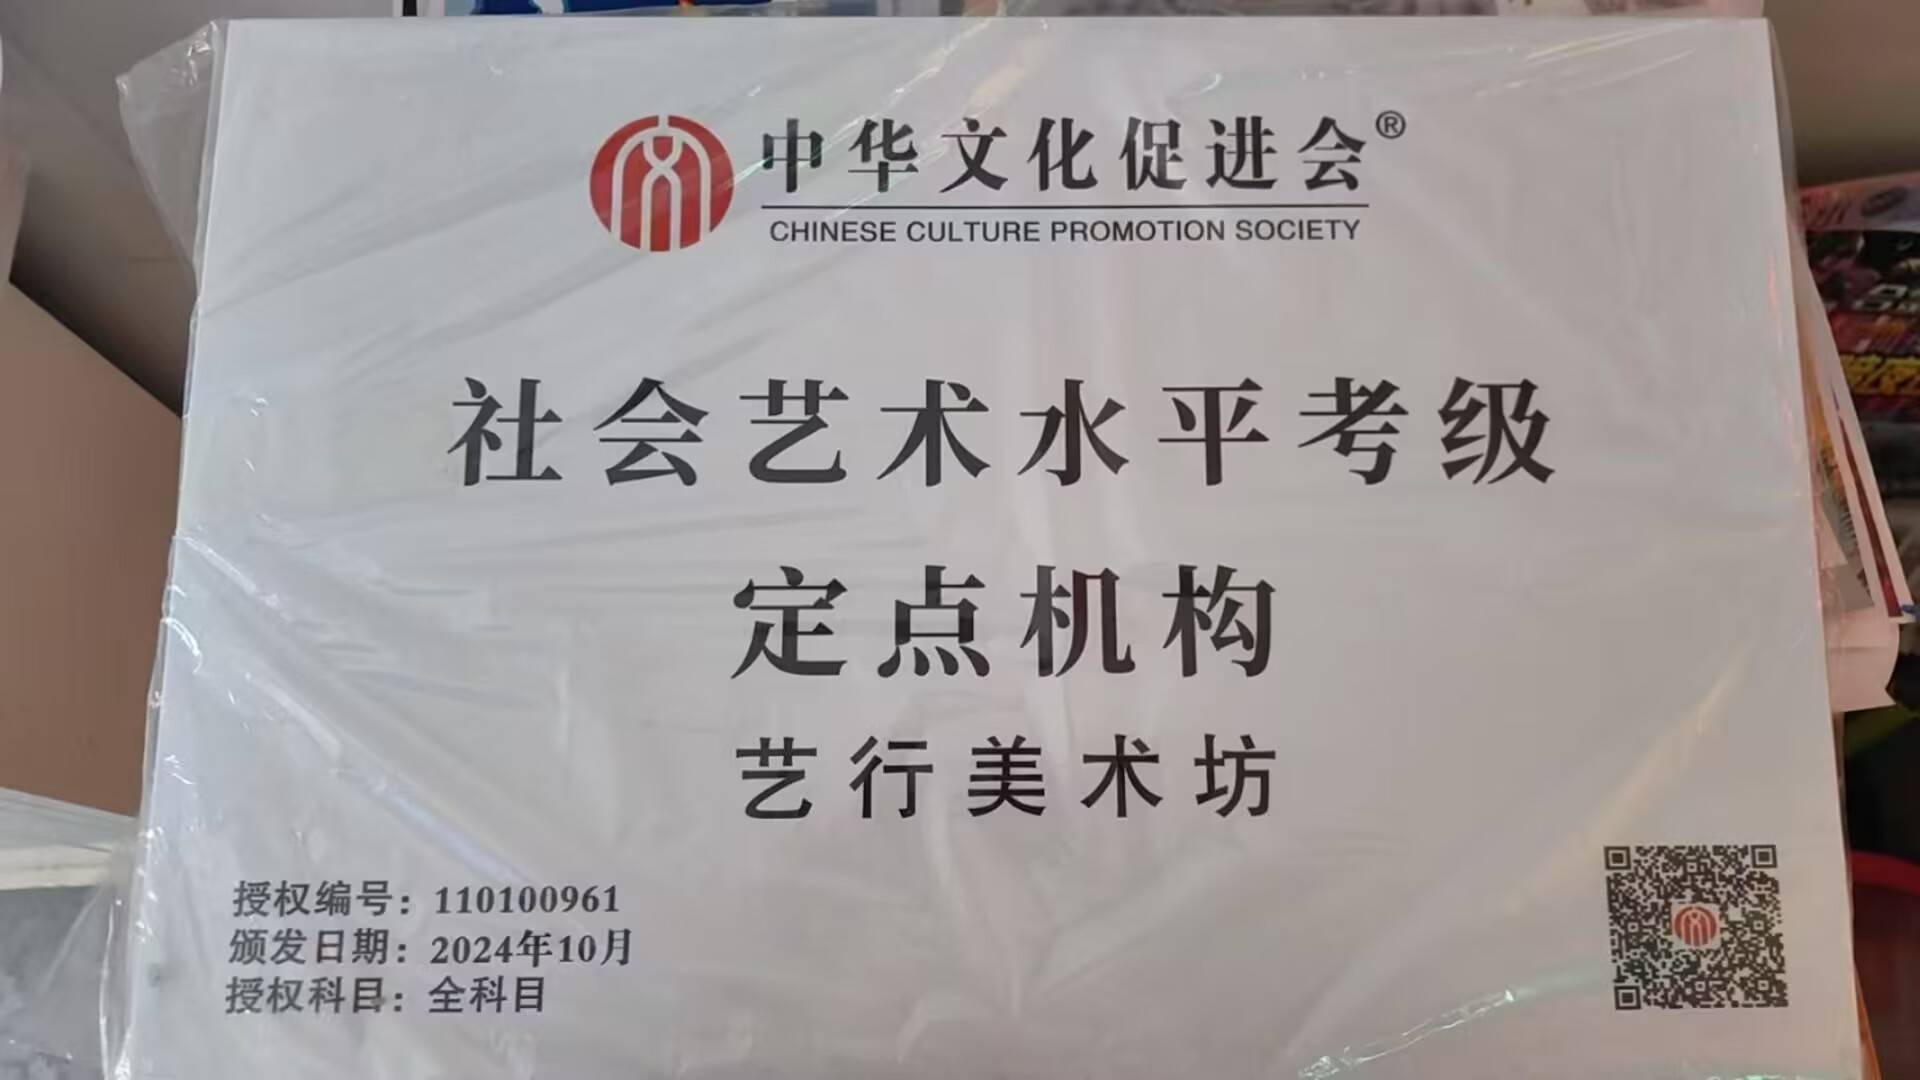 中华文化促进会®
CHINESE CULTURE PROMOTION SOCIETY
社会艺术水平考级
定点机构
艺行美术坊
授权编号：110100961
颁发日期：2024年10月
授权科目：全科目